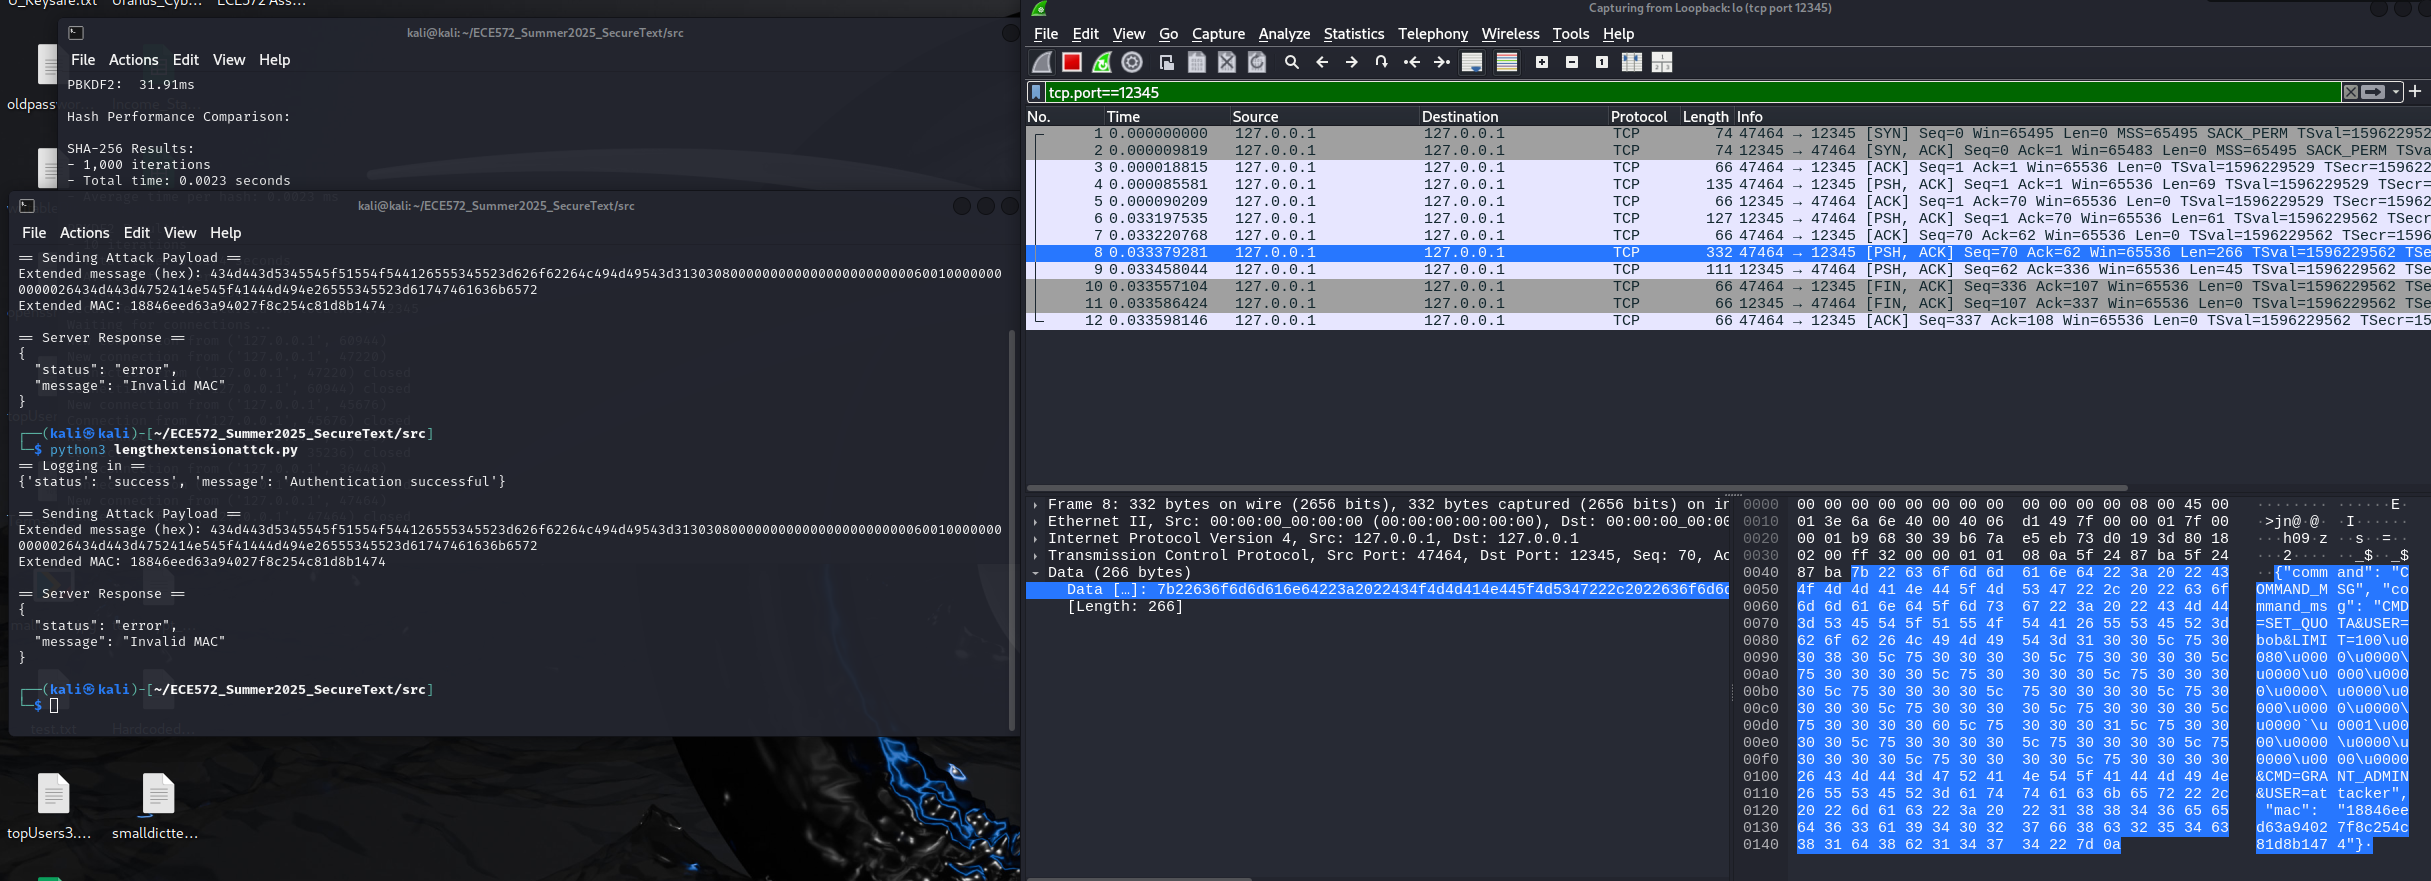 U_Keysafe.txt Urandus_Cyb... ECE572 Ass...
oldpassw
topUsers3.... smalldictte...
test.txt Hardcoded...
kali@kali: ~/ECE572_Summer2025_SecureText/src
File Actions Edit View Help
PBKDF2: 31.91ms
Hash Performance Comparison:
SHA-256 Results:
- 1,000 iterations
- Total time: 0.0023 seconds
kali@kali: ~/ECE572_Summer2025_SecureText/src
File Actions Edit View Help
== Sending Attack Payload ==
Extended message (hex): 434d443d5345545f51554f544126555345523d626f62264c494d49543d31303080000000000000000000000060010000000
0000026434d443d4752414e545f41444d494e26555345523d61747461636b6572
Extended MAC: 18846eed63a94027f8c254c81d8b1474
== Server Response ==
{
"status": "error",
"message": "Invalid MAC"
}
┌──(kali㉿kali)-[~/ECE572_Summer2025_SecureText/src]
└─$ python3 lengthextensionattck.py
== Logging in ==
{'status': 'success', 'message': 'Authentication successful'}
== Sending Attack Payload ==
Extended message (hex): 434d443d5345545f51554f544126555345523d626f62264c494d49543d31303080000000000000000000000060010000000
0000026434d443d4752414e545f41444d494e26555345523d61747461636b6572
Extended MAC: 18846eed63a94027f8c254c81d8b1474
== Server Response ==
{
"status": "error",
"message": "Invalid MAC"
}
┌──(kali㉿kali)-[~/ECE572_Summer2025_SecureText/src]
└─$
Capturing from Loopback: lo (tcp port 12345)
File Edit View Go Capture Analyze Statistics Telephony Wireless Tools Help
tcp.port==12345
No. Time Source Destination Protocol Length Info
1 0.000000000 127.0.0.1 127.0.0.1 TCP 74 47464 → 12345 [SYN] Seq=0 Win=65495 Len=0 MSS=65495 SACK_PERM TSval=159622952
2 0.000009819 127.0.0.1 127.0.0.1 TCP 74 12345 → 47464 [SYN, ACK] Seq=0 Ack=1 Win=65483 Len=0 MSS=65495 SACK_PERM TSva
3 0.000018815 127.0.0.1 127.0.0.1 TCP 66 47464 → 12345 [ACK] Seq=1 Ack=1 Win=65536 Len=0 TSval=1596229529 TSecr=159622
4 0.000085581 127.0.0.1 127.0.0.1 TCP 135 47464 → 12345 [PSH, ACK] Seq=1 Ack=1 Win=65536 Len=69 TSval=1596229529 TSecr=
5 0.000090209 127.0.0.1 127.0.0.1 TCP 66 12345 → 47464 [ACK] Seq=1 Ack=70 Win=65536 Len=0 TSval=1596229529 TSecr=15962
6 0.033197535 127.0.0.1 127.0.0.1 TCP 127 12345 → 47464 [PSH, ACK] Seq=1 Ack=70 Win=65536 Len=61 TSval=1596229562 TSecr
7 0.033220768 127.0.0.1 127.0.0.1 TCP 66 47464 → 12345 [ACK] Seq=70 Ack=62 Win=65536 Len=0 TSval=1596229562 TSecr=1596
8 0.033379281 127.0.0.1 127.0.0.1 TCP 332 47464 → 12345 [PSH, ACK] Seq=70 Ack=62 Win=65536 Len=266 TSval=1596229562 TSe
9 0.033458044 127.0.0.1 127.0.0.1 TCP 111 12345 → 47464 [PSH, ACK] Seq=62 Ack=336 Win=65536 Len=45 TSval=1596229562 TSe
10 0.033557104 127.0.0.1 127.0.0.1 TCP 66 12345 → 47464 [FIN, ACK] Seq=336 Ack=107 Win=65536 Len=0 TSval=1596229562 TSe
11 0.033586424 127.0.0.1 127.0.0.1 TCP 66 12345 → 47464 [FIN, ACK] Seq=107 Ack=337 Win=65536 Len=0 TSval=1596229562 TSe
12 0.033598146 127.0.0.1 127.0.0.1 TCP 66 47464 → 12345 [ACK] Seq=337 Ack=108 Win=65536 Len=0 TSval=1596229562 TSecr=15
Frame 8: 332 bytes on wire (2656 bits), 332 bytes captured (2656 bits) on in
Ethernet II, Src: 00:00:00_00:00:00 (00:00:00:00:00:00), Dst: 00:00:00_00:00
Internet Protocol Version 4, Src: 127.0.0.1, Dst: 127.0.0.1
Transmission Control Protocol, Src Port: 47464, Dst Port: 12345, Seq: 70, Ac
Data (266 bytes)
Data […]: 7b22636f6d6d616e64223a2022434f4d4d414e445f4d5347222c2022636f6d6d
[Length: 266]
0000 00 00 00 00 00 00 00 00 00 00 00 00 08 00 45 00 ··············E·
0010 01 3e 6a 6e 40 00 40 06 d1 49 7f 00 00 01 7f 00 ·>jn@·@··I······
0020 00 01 b9 68 30 39 b6 7a e5 eb 73 d0 19 3d 80 18 ···h09·z··s··=··
0030 02 00 ff 32 00 00 01 01 08 0a 5f 24 87 ba 5f 24 ···2······_$··_$
0040 87 ba 7b 22 63 6f 6d 6d 61 6e 64 22 3a 20 22 43 ··{"comm and": "C
0050 4f 4d 4d 41 4e 44 5f 4d 53 47 22 2c 20 22 63 6f OMMAND_M SG", "co
0060 6d 6d 61 6e 64 5f 6d 73 67 22 3a 20 22 43 4d 44 mmand_ms g": "CMD
0070 3d 53 45 54 5f 51 55 4f 54 41 26 55 53 45 52 3d =SET_QUO TA&USER=
0080 62 6f 62 26 4c 49 4d 49 54 3d 31 30 30 5c 75 30 bob&LIMI T=100\u0
0090 30 38 30 5c 75 30 30 30 30 5c 75 30 30 30 30 5c 080\u000 0\u0000\
00a0 75 30 30 30 30 5c 75 30 30 30 30 5c 75 30 30 30 u0000\u0 000\u000
00b0 30 5c 75 30 30 30 30 5c 75 30 30 30 30 5c 75 30 0\u0000\ u0000\u0
00c0 30 30 30 5c 75 30 30 30 30 5c 75 30 30 30 30 5c 000\u000 0\u0000\
00d0 75 30 30 30 30 60 5c 75 30 30 30 31 5c 75 30 30 u0000`\u 0001\u00
00e0 30 30 5c 75 30 30 30 30 5c 75 30 30 30 30 5c 75 00\u0000 \u0000\u
00f0 30 30 30 30 5c 75 30 30 30 30 5c 75 30 30 30 30 0000\u00 00\u0000
0100 26 43 4d 44 3d 47 52 41 4e 54 5f 41 44 4d 49 4e &CMD=GRA NT_ADMIN
0110 26 55 53 45 52 3d 61 74 74 61 63 6b 65 72 22 2c &USER=at tacker",
0120 20 22 6d 61 63 22 3a 20 22 31 38 38 34 36 65 65 "mac": "18846ee
0130 64 36 33 61 39 34 30 32 37 66 38 63 32 35 34 63 d63a9402 7f8c254c
0140 38 31 64 38 62 31 34 37 34 22 7d 0a 81d8b147 4"}·